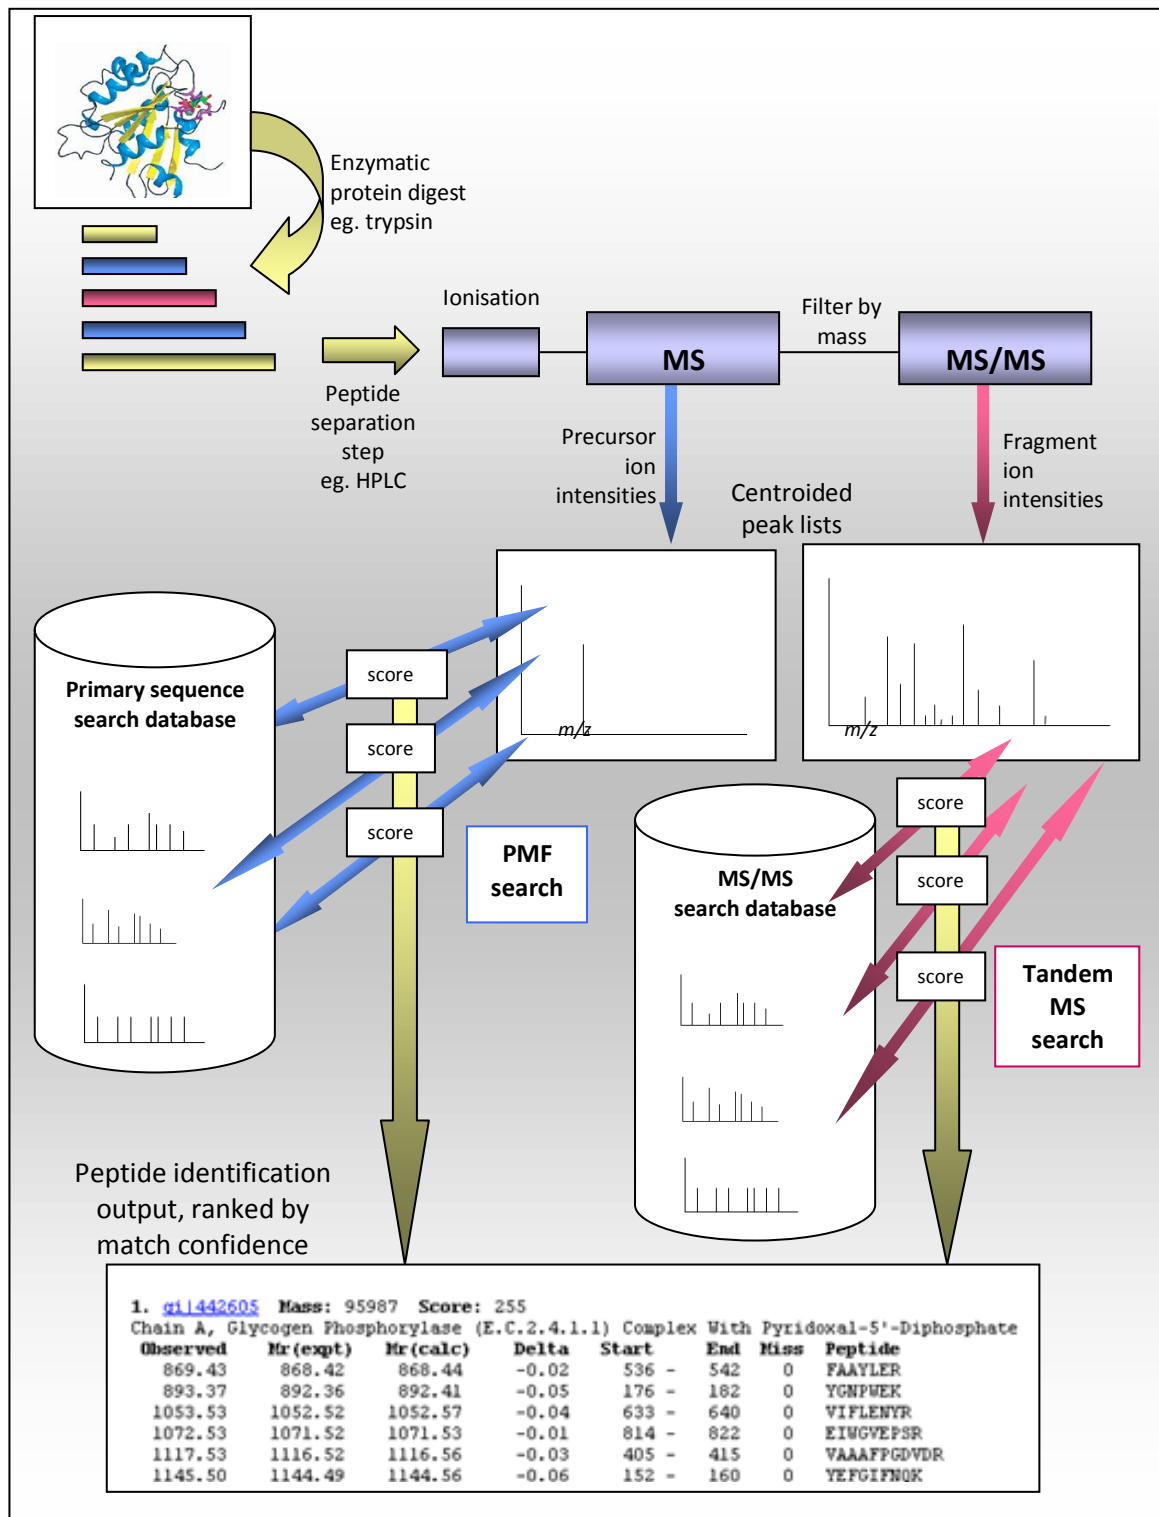 Enzymatic
protein digest
eg. trypsin
Ionisation
Filter by
mass
MS
MS/MS
Peptide
separation
step
eg. HPLC
Precursor
ion
intensities
Fragment
ion
intensities
Centroided
peak lists
m/z
m/z
Primary sequence
search database
score
score
score
PMF
search
MS/MS
search database
score
score
score
Tandem
MS
search
Peptide identification
output, ranked by
match confidence
1. gi|442605 Mass: 95987 Score: 255
Chain A, Glycogen Phosphorylase (E.C.2.4.1.1) Complex With Pyridoxal-5'-Diphosphate
Observed Mr(expt) Mr(calc) Delta Start End Miss Peptide
869.43 868.42 868.44 -0.02 536 - 542 0 FAAYLER
893.37 892.36 892.41 -0.05 176 - 182 0 YGNPWEK
1053.53 1052.52 1052.57 -0.04 633 - 640 0 VIFLENYR
1072.53 1071.52 1071.53 -0.01 814 - 822 0 EIWGVEPSR
1117.53 1116.52 1116.56 -0.03 405 - 415 0 VAAAFPGDVDR
1145.50 1144.49 1144.56 -0.06 152 - 160 0 YEFGIFNQK